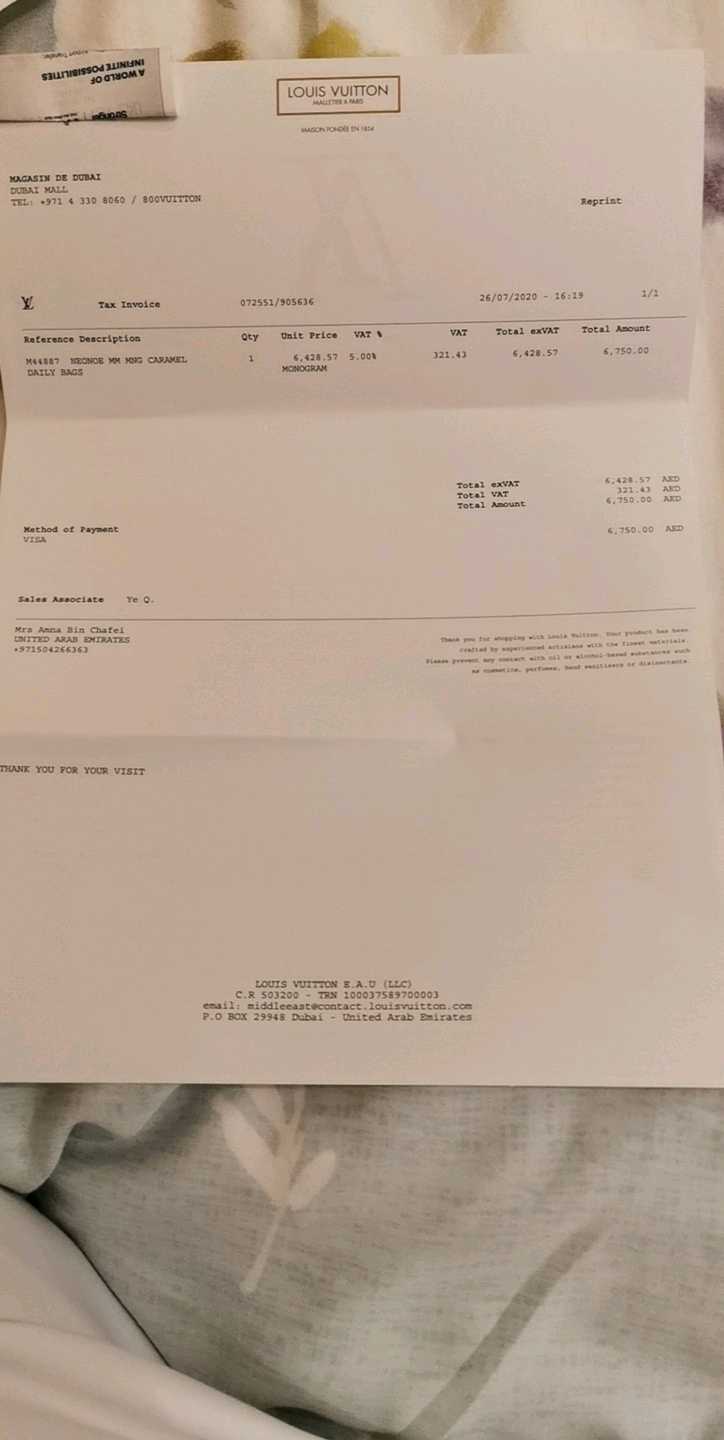 A WORLD OF
INFINITE POSSIBILITIES
LOUIS VUITTON
MALLETIER À PARIS
MAISON FONDÉE EN 1854
MAGASIN DE DUBAI
DUBAI MALL
TEL: +971 4 330 8060 / 800VUITTON
Reprint
LV Tax Invoice 072551/905636 26/07/2020 - 16:19 1/1
Reference Description Qty Unit Price VAT % VAT Total exVAT Total Amount
M44887 NEONOE MM MNG CARAMEL 1 6,428.57 5.00% 321.43 6,428.57 6,750.00
DAILY BAGS MONOGRAM
Total exVAT 6,428.57 AED
Total VAT 321.43 AED
Total Amount 6,750.00 AED
Method of Payment 6,750.00 AED
VISA
Sales Associate Ye Q.
Mrs Amna Bin Chafei
UNITED ARAB EMIRATES
+971504266363
Thank you for shopping with Louis Vuitton. Your product has been
crafted by experienced artisians with the finest materials.
Please prevent any contact with oil or alcohol-based substances such
as cosmetics, perfumes, hand sanitizers or disinectants.
THANK YOU FOR YOUR VISIT
LOUIS VUITTON E.A.U (LLC)
C.R 503200 - TRN 100037589700003
email: middleeast@contact.louisvuitton.com
P.O BOX 29948 Dubai - United Arab Emirates